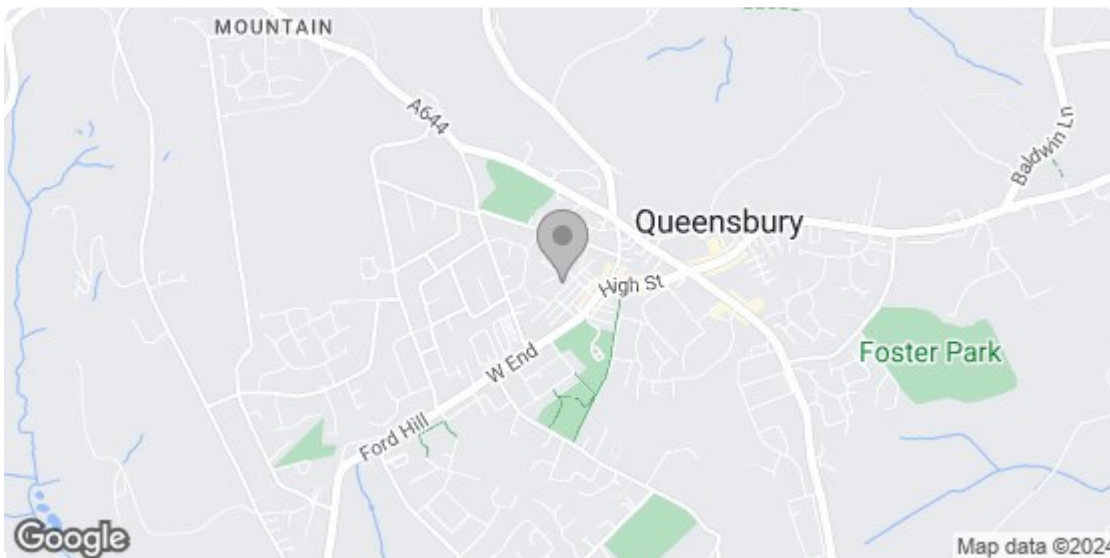 MOUNTAIN
A644
Baldwin Ln
Queensbury
High St
Foster Park
W End
Ford Hill
Google
Map data ©2024